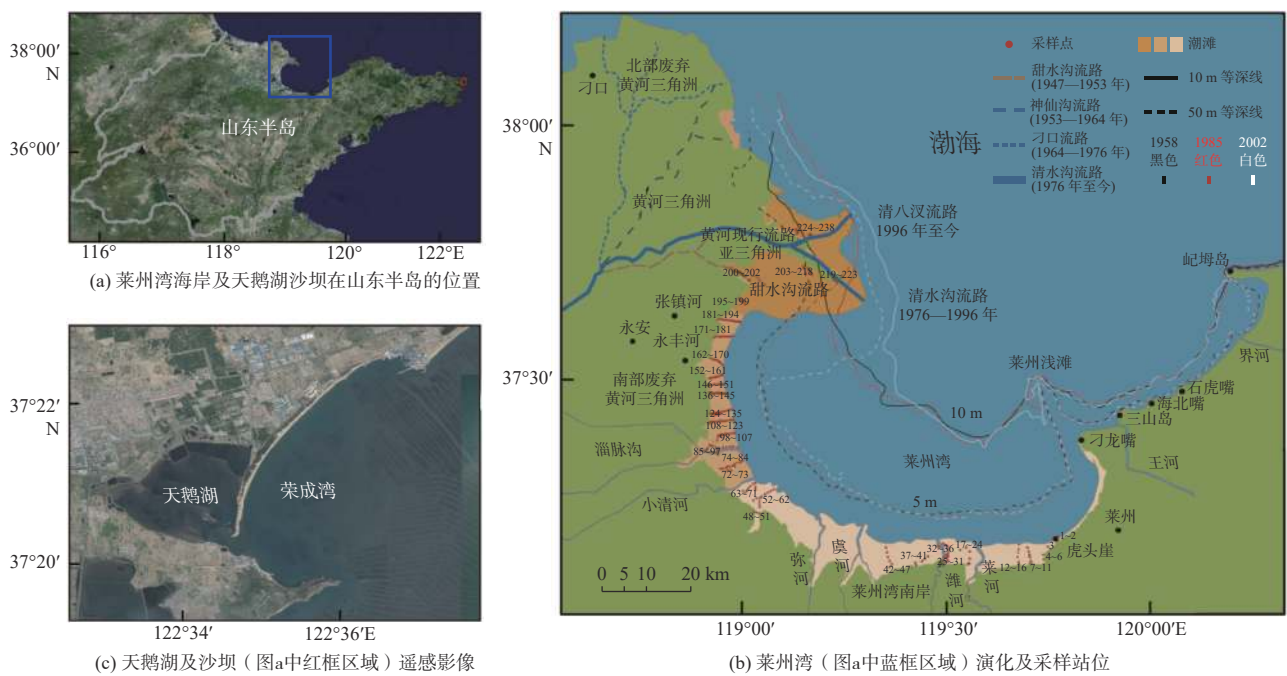 38°00′
N
36°00′
116°
118°
120°
122°E
山东半岛
(a) 莱州湾海岸及天鹅湖沙坝在山东半岛的位置
37°22′
N
37°20′
122°34′
122°36′E
天鹅湖
荣成湾
(c) 天鹅湖及沙坝（图a中红框区域）遥感影像
采样点
潮滩
甜水沟流路
(1947—1953 年)
10 m 等深线
神仙沟流路
(1953—1964 年)
50 m 等深线
刁口流路
(1964—1976 年)
1958
黑色
1985
红色
2002
白色
清水沟流路
(1976 年至今)
38°00′
N
37°30′
119°00′
119°30′
120°00′
北部废弃
黄河三角洲
刁口
渤海
黄河三角洲
清八汊流路
1996 年至今
224~238
黄河现行流路
亚三角洲
200~202
203~218
219~223
甜水沟流路
屺㟂岛
清水沟流路
1976—1996 年
195~199
张镇河
181~194
171~181
永安
永丰河
162~170
152~161
南部废弃
黄河三角洲
146~151
136~145
124~135
108~123
98~107
85~97
74~84
72~73
淄脉沟
小清河
63~71
52~62
48~51
莱州浅滩
界河
石虎嘴
海北嘴
三山岛
刁龙嘴
王河
10 m
莱州湾
5 m
莱州
虎头崖
1~2
3
4~6
7~11
12~16
17~24
25~31
32~36
37~41
42~47
弥河
虞河
潍河
莱河
莱州湾南岸
0 5 10 20 km
(b) 莱州湾（图a中蓝框区域）演化及采样站位